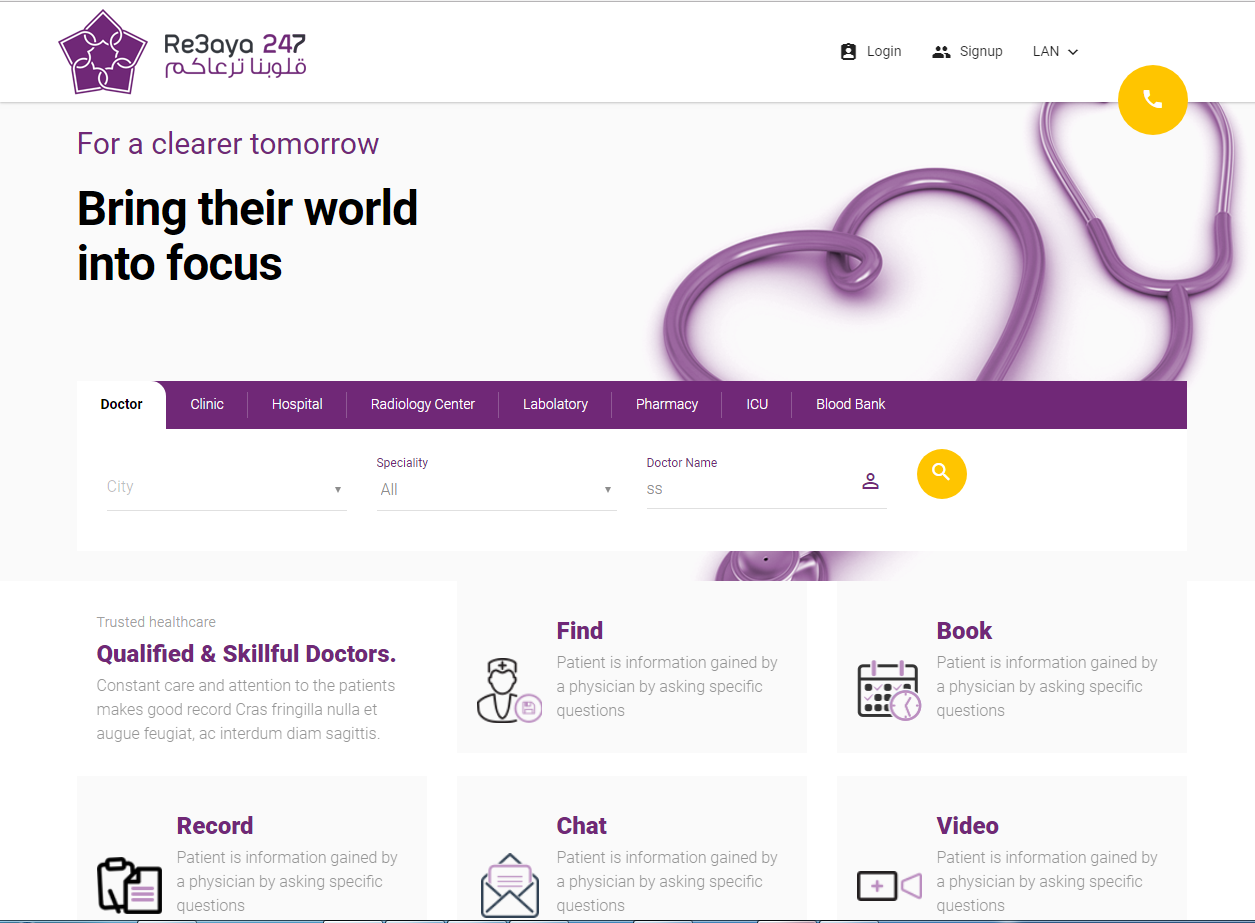 Re3aya 247
قلوبنا ترعاكم
Login
Signup
LAN
For a clearer tomorrow
Bring their world
into focus
Doctor
Clinic
Hospital
Radiology Center
Labolatory
Pharmacy
ICU
Blood Bank
City
Speciality
All
Doctor Name
ss
Trusted healthcare
Qualified & Skillful Doctors.
Constant care and attention to the patients
makes good record Cras fringilla nulla et
augue feugiat, ac interdum diam sagittis.
Find
Patient is information gained by
a physician by asking specific
questions
Book
Patient is information gained by
a physician by asking specific
questions
Record
Patient is information gained by
a physician by asking specific
questions
Chat
Patient is information gained by
a physician by asking specific
questions
Video
Patient is information gained by
a physician by asking specific
questions